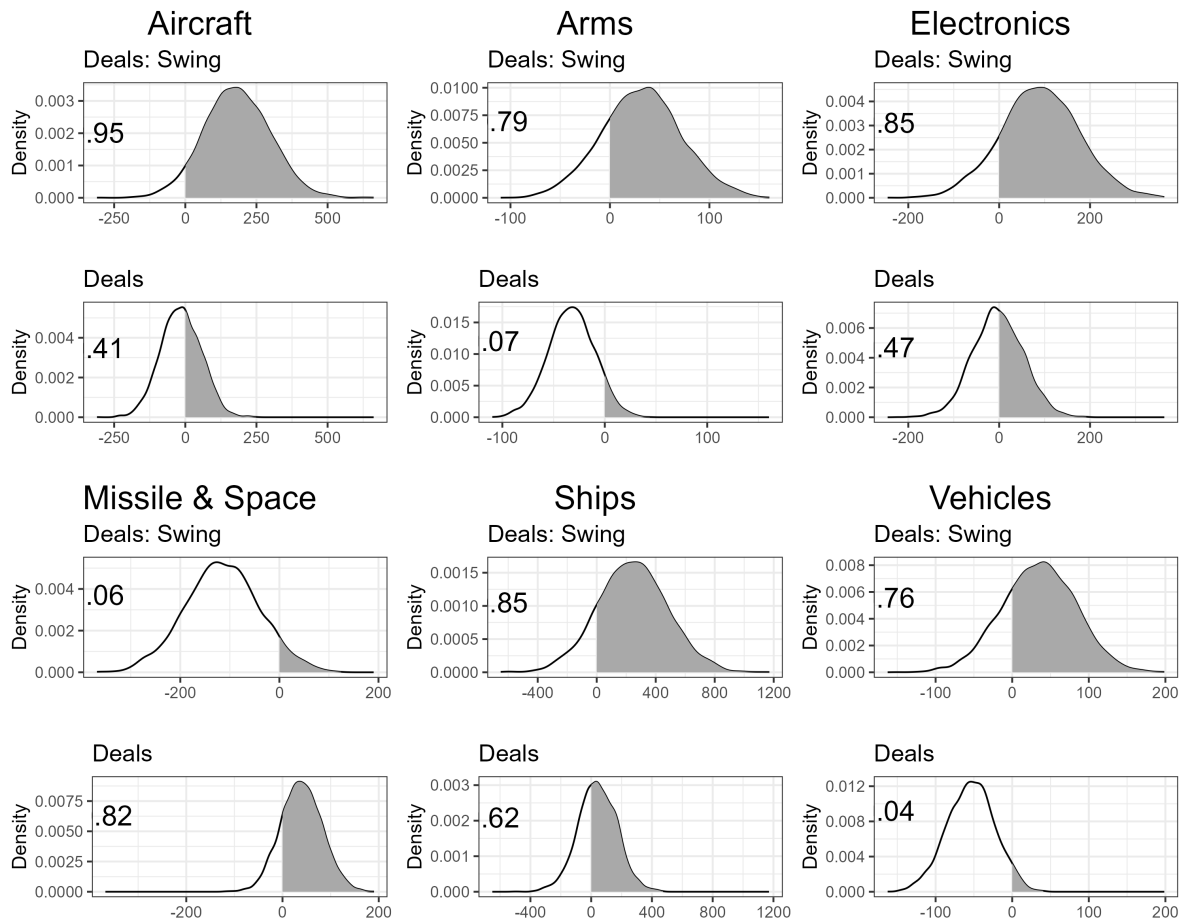 Aircraft
Deals: Swing
Density
0.003
0.002
0.001
0.000
.95
-250 0 250 500
Deals
Density
0.004
0.002
0.000
.41
-250 0 250 500
Arms
Deals: Swing
Density
0.0100
0.0075
0.0050
0.0025
0.0000
.79
-100 0 100
Deals
Density
0.015
0.010
0.005
0.000
.07
-100 0 100
Electronics
Deals: Swing
Density
0.004
0.003
0.002
0.001
0.000
.85
-200 0 200
Deals
Density
0.006
0.004
0.002
0.000
.47
-200 0 200
Missile & Space
Deals: Swing
Density
0.004
0.002
0.000
.06
-200 0 200
Deals
Density
0.0075
0.0050
0.0025
0.0000
.82
-200 0 200
Ships
Deals: Swing
Density
0.0015
0.0010
0.0005
0.0000
.85
-400 0 400 800 1200
Deals
Density
0.003
0.002
0.001
0.000
.62
-400 0 400 800 1200
Vehicles
Deals: Swing
Density
0.008
0.006
0.004
0.002
0.000
.76
-100 0 100 200
Deals
Density
0.012
0.008
0.004
0.000
.04
-100 0 100 200